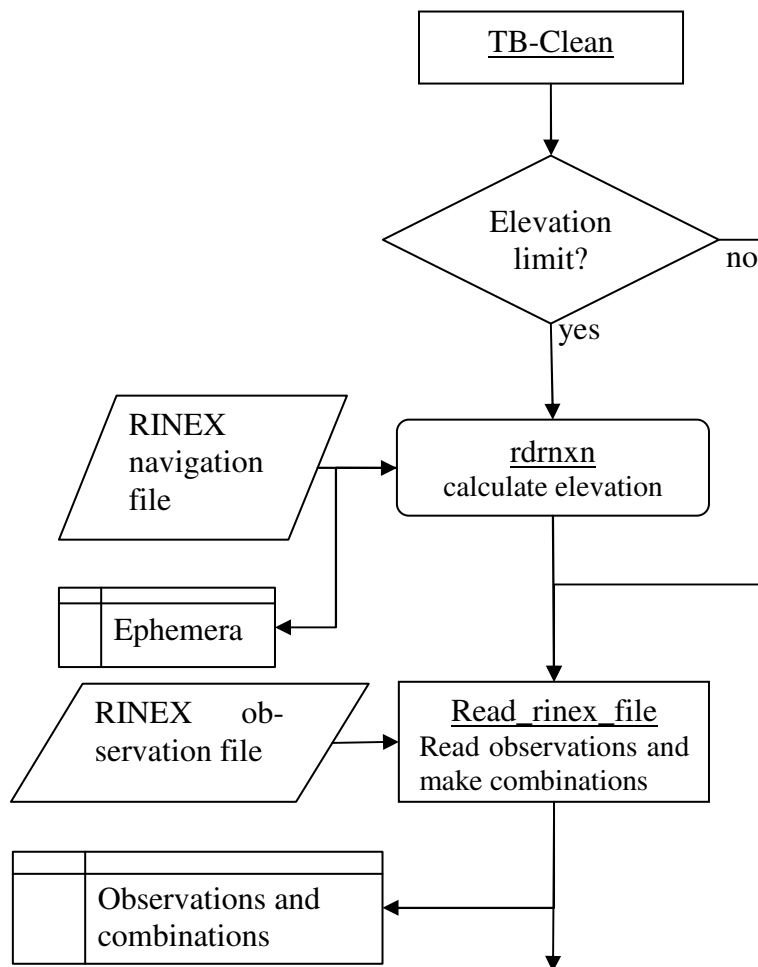 TB-Clean
Elevation
limit?
no
yes
RINEX
navigation
file
rdrnxn
calculate elevation
Ephemera
RINEX ob-
servation file
Read_rinex_file
Read observations and
make combinations
Observations and
combinations